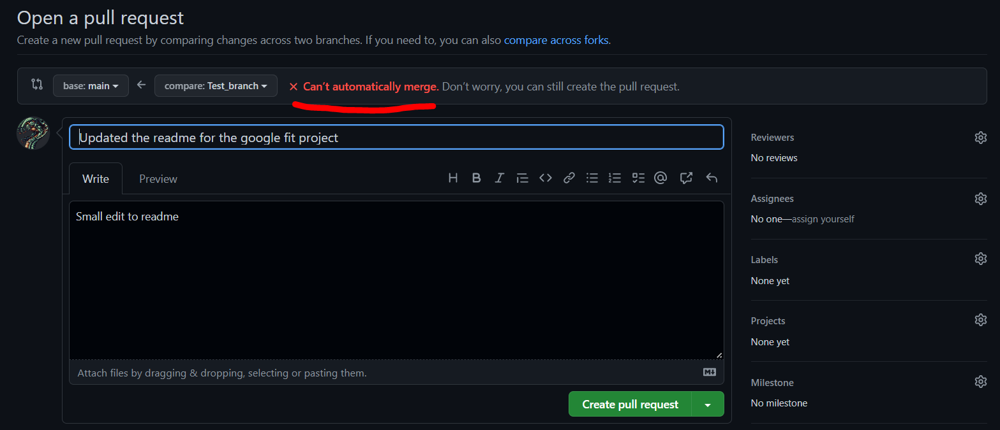 Open a pull request
Create a new pull request by comparing changes across two branches. If you need to, you can also compare across forks.
base: main
compare: Test_branch
Can’t automatically merge. Don’t worry, you can still create the pull request.
Updated the readme for the google fit project
Write
Preview
Small edit to readme
Attach files by dragging & dropping, selecting or pasting them.
Create pull request
Reviewers
No reviews
Assignees
No one—assign yourself
Labels
None yet
Projects
None yet
Milestone
No milestone